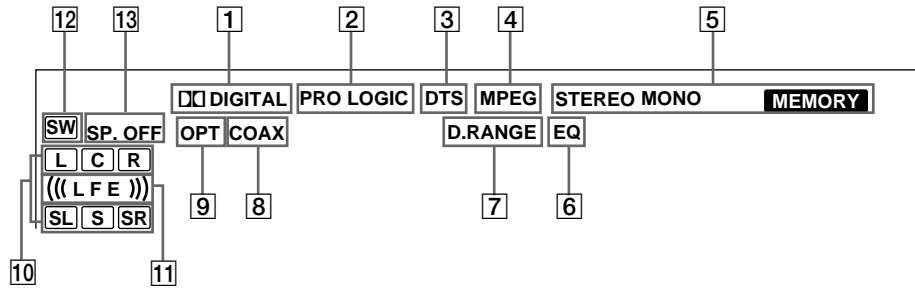 12 13 1 2 3 4 5
DIGITAL PRO LOGIC DTS MPEG STEREO MONO MEMORY
SW SP. OFF OPT COAX D.RANGE EQ
L C R
((( L F E )))
SL S SR
9 8 7 6
10 11